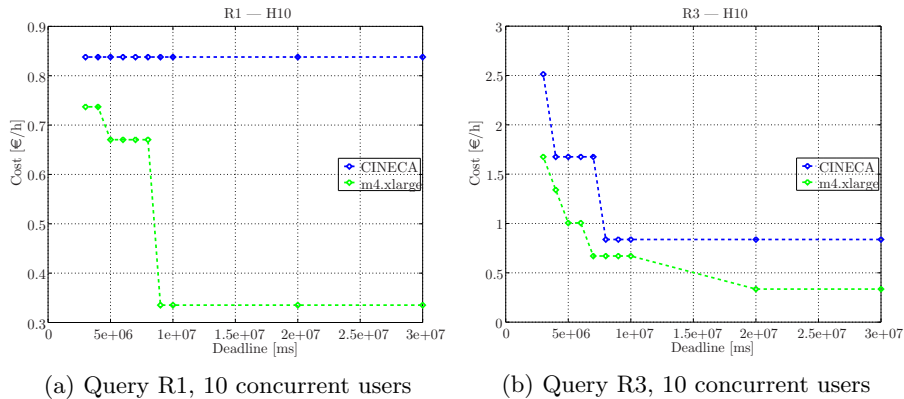 R1 — H10
0.9
0.8
0.7
0.6
0.5
0.4
0.3
Cost [€/h]
CINECA
m4.xlarge
0
5e+06
1e+07
1.5e+07
2e+07
2.5e+07
3e+07
Deadline [ms]
(a) Query R1, 10 concurrent users
R3 — H10
3
2.5
2
1.5
1
0.5
0
Cost [€/h]
CINECA
m4.xlarge
0
5e+06
1e+07
1.5e+07
2e+07
2.5e+07
3e+07
Deadline [ms]
(b) Query R3, 10 concurrent users